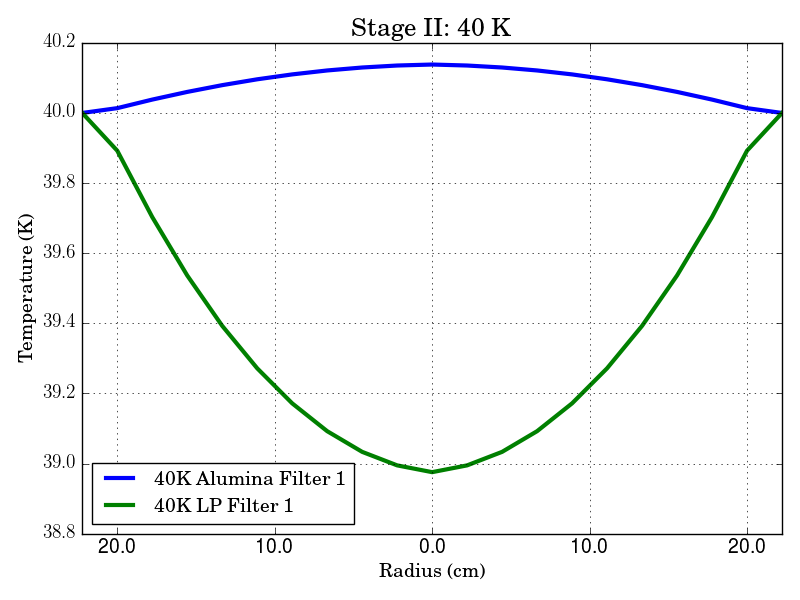 Stage II: 40 K
40.2
40.0
39.8
39.6
39.4
39.2
39.0
38.8
Temperature (K)
40K Alumina Filter 1
40K LP Filter 1
20.0 10.0 0.0 10.0 20.0
Radius (cm)